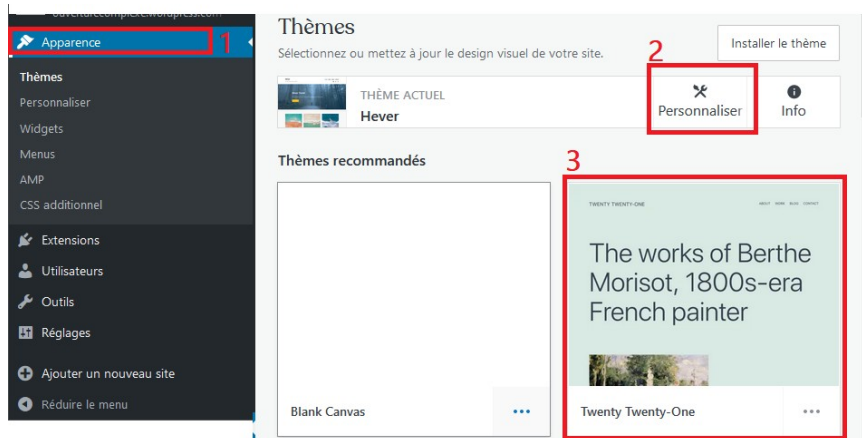 Apparence
1
Thèmes
Personnaliser
Widgets
Menus
AMP
CSS additionnel
Extensions
Utilisateurs
Outils
Réglages
Ajouter un nouveau site
Réduire le menu
Thèmes
Sélectionnez ou mettez à jour le design visuel de votre site.
2
Installer le thème
THÈME ACTUEL
Hever
Personnaliser
Info
Thèmes recommandés
3
Blank Canvas
TWENTY TWENTY-ONE
ABOUT WORK BLOG CONTACT
The works of Berthe
Morisot, 1800s-era
French painter
Twenty Twenty-One